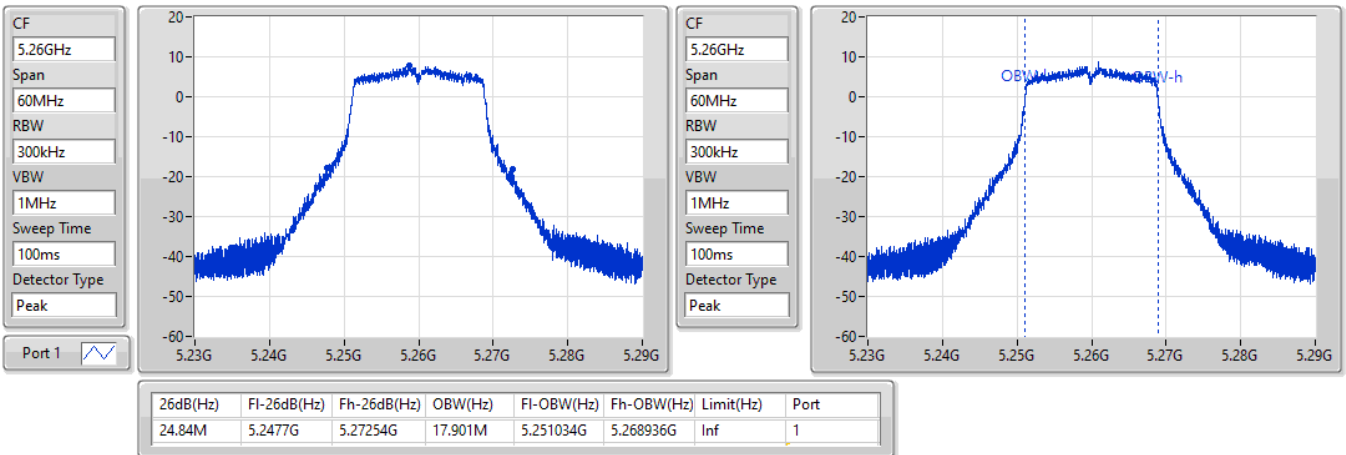 CF
5.26GHz
Span
60MHz
RBW
300kHz
VBW
1MHz
Sweep Time
100ms
Detector Type
Peak
Port 1
20
10
0
-10
-20
-30
-40
-50
-60
5.23G 5.24G 5.25G 5.26G 5.27G 5.28G 5.29G
CF
5.26GHz
Span
60MHz
RBW
300kHz
VBW
1MHz
Sweep Time
100ms
Detector Type
Peak
20
10
0
-10
-20
-30
-40
-50
-60
OBW-l OBW-h
5.23G 5.24G 5.25G 5.26G 5.27G 5.28G 5.29G
26dB(Hz) Fl-26dB(Hz) Fh-26dB(Hz) OBW(Hz) Fl-OBW(Hz) Fh-OBW(Hz) Limit(Hz) Port
24.84M 5.2477G 5.27254G 17.901M 5.251034G 5.268936G Inf 1